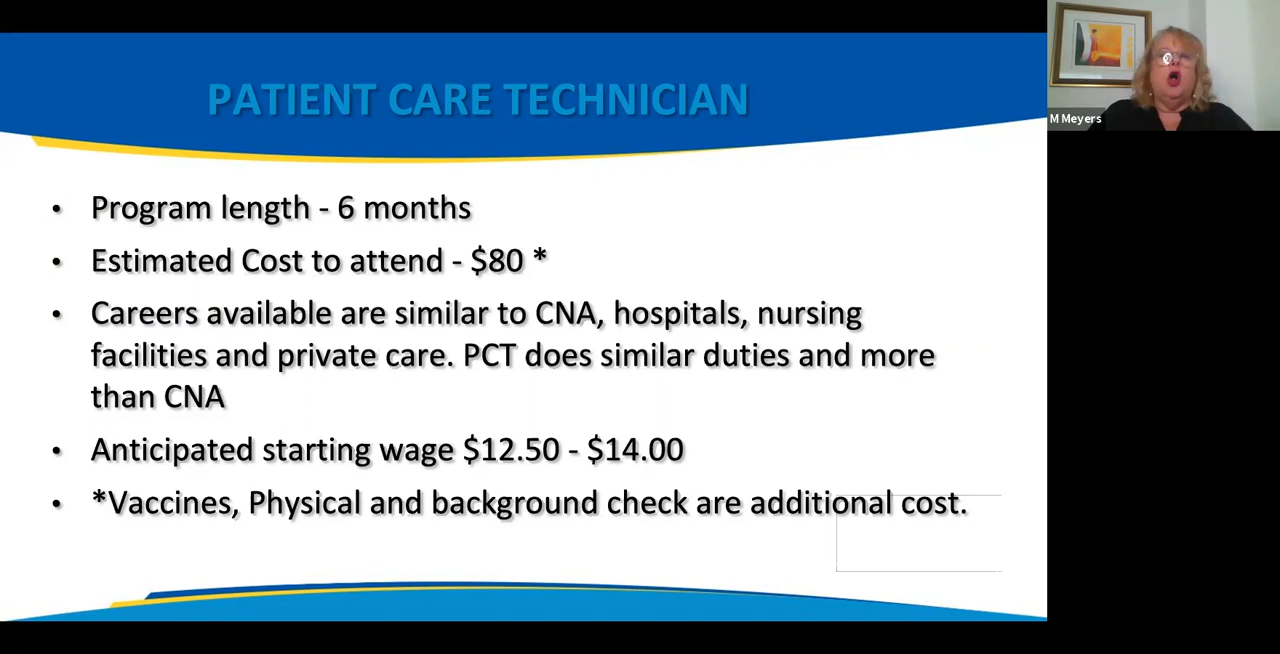 PATIENT CARE TECHNICIAN
M Meyers
• Program length - 6 months
• Estimated Cost to attend - $80 *
• Careers available are similar to CNA, hospitals, nursing
facilities and private care. PCT does similar duties and more
than CNA
• Anticipated starting wage $12.50 - $14.00
• *Vaccines, Physical and background check are additional cost.